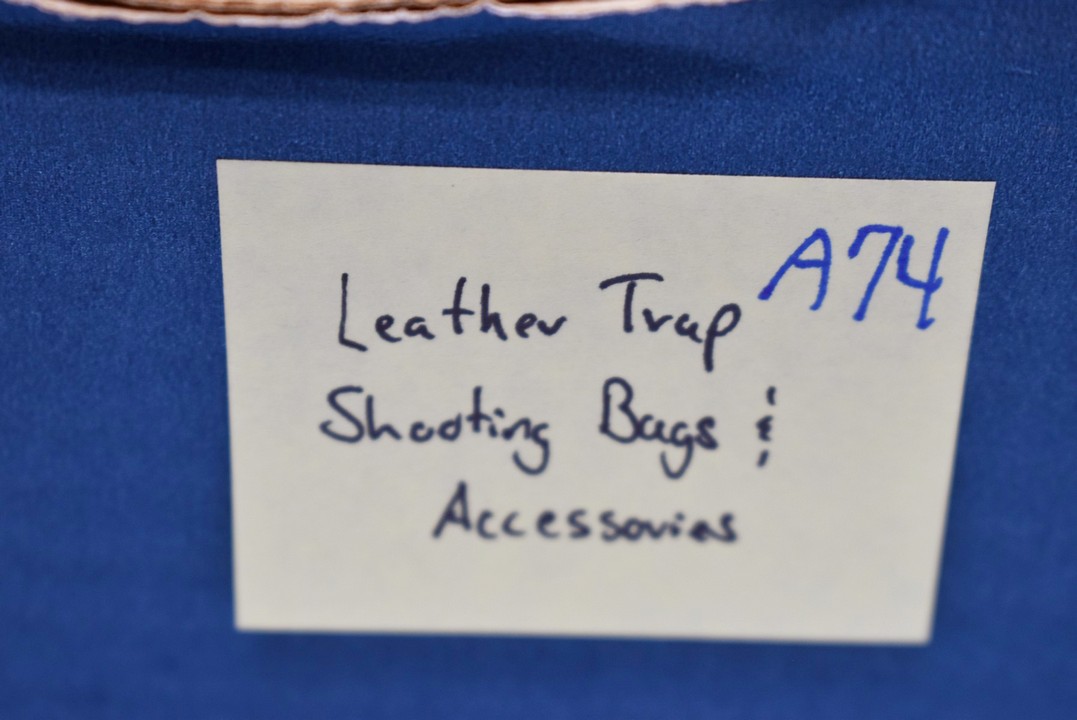 A74
Leather Trap
Shooting Bags &
Accessories